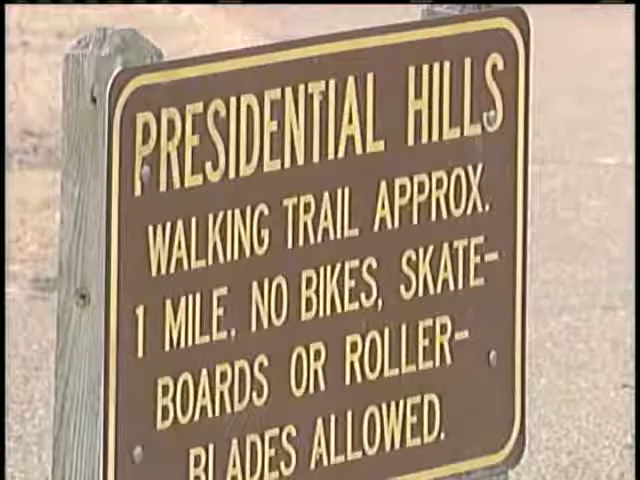 PRESIDENTIAL HILLS
WALKING TRAIL APPROX.
1 MILE. NO BIKES, SKATE-
BOARDS OR ROLLER-
BLADES ALLOWED.